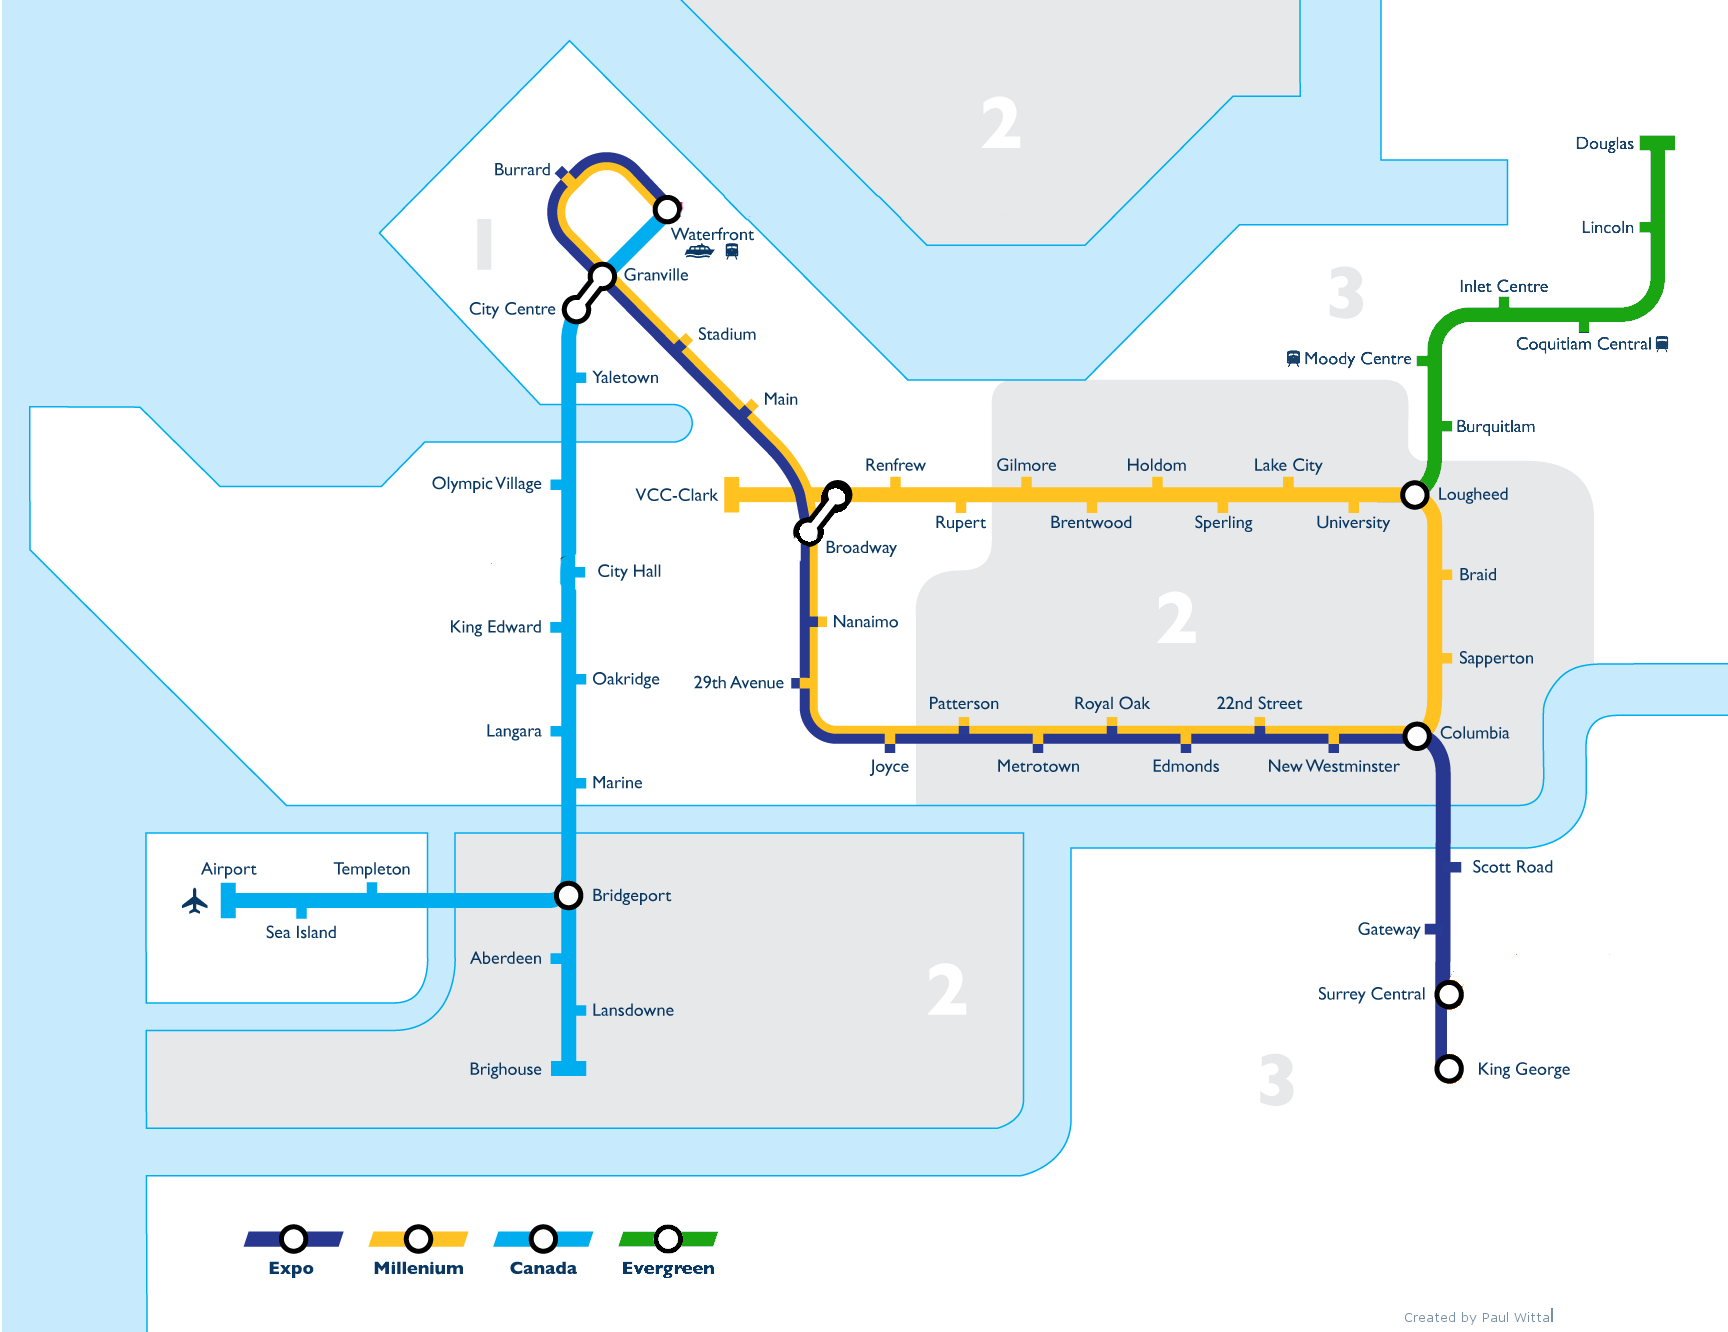 2
Douglas
Burrard
1
Lincoln
Waterfront
Granville
3
Inlet Centre
City Centre
Stadium
Coquitlam Central
Moody Centre
Yaletown
Main
Burquitlam
Renfrew
Gilmore
Holdom
Lake City
Olympic Village
VCC-Clark
Lougheed
Rupert
Brentwood
Sperling
University
Broadway
City Hall
Braid
King Edward
Nanaimo
2
Sapperton
Oakridge
29th Avenue
Patterson
Royal Oak
22nd Street
Langara
Columbia
Joyce
Metrotown
Edmonds
New Westminster
Marine
Airport
Templeton
Scott Road
Bridgeport
Sea Island
Gateway
Aberdeen
2
Surrey Central
Lansdowne
Brighouse
3
King George
Expo
Millenium
Canada
Evergreen
Created by Paul Wittal